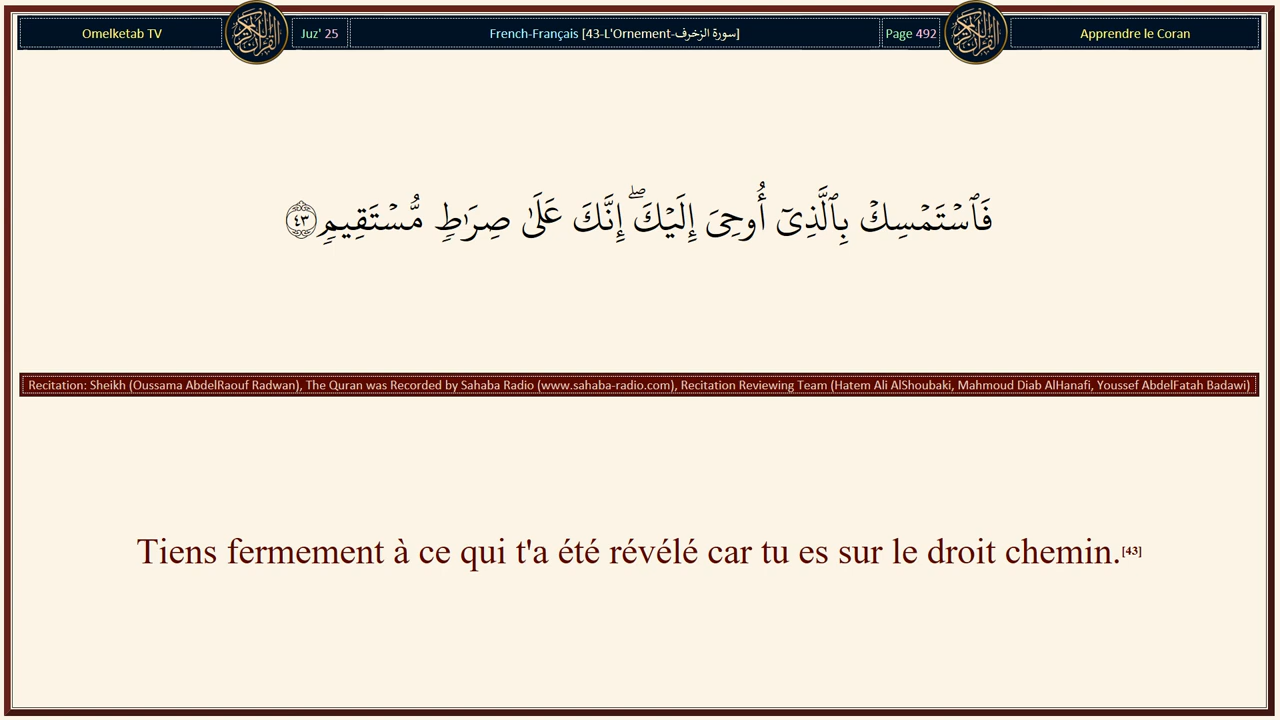 Omelketab TV
Juz' 25
French-Français [43-L'Ornement-سورة الزخرف]
Page 492
Apprendre le Coran
فَٱسۡتَمۡسِكۡ بِٱلَّذِيٓ أُوحِيَ إِلَيۡكَۖ إِنَّكَ عَلَىٰ صِرَٰطٖ مُّسۡتَقِيمٖ ٤٣
Recitation: Sheikh (Oussama AbdelRaouf Radwan), The Quran was Recorded by Sahaba Radio (www.sahaba-radio.com), Recitation Reviewing Team (Hatem Ali AlShoubaki, Mahmoud Diab AlHanafi, Youssef AbdelFatah Badawi)
Tiens fermement à ce qui t'a été révélé car tu es sur le droit chemin.[43]